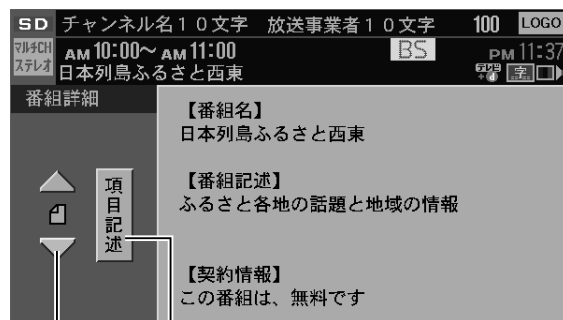 SD チャンネル名１０文字 放送事業者１０文字 100 LOGO
マルチCH ステレオ AM 10:00～AM 11:00 BS PM 11:37
日本列島ふるさと西東 テレビ 字
番組詳細
【番組名】
日本列島ふるさと西東
【番組記述】
ふるさと各地の話題と地域の情報
項目記述
【契約情報】
この番組は、無料です